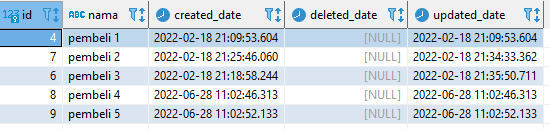 123 id ABC nama created_date deleted_date updated_date
4 pembeli 1 2022-02-18 21:09:53.604 [NULL] 2022-02-18 21:09:53.604
7 pembeli 2 2022-02-18 21:25:46.060 [NULL] 2022-02-18 21:34:33.362
6 pembeli 3 2022-02-18 21:18:58.244 [NULL] 2022-02-18 21:35:50.711
8 pembeli 4 2022-06-28 11:02:46.313 [NULL] 2022-06-28 11:02:46.313
9 pembeli 5 2022-06-28 11:02:52.133 [NULL] 2022-06-28 11:02:52.133